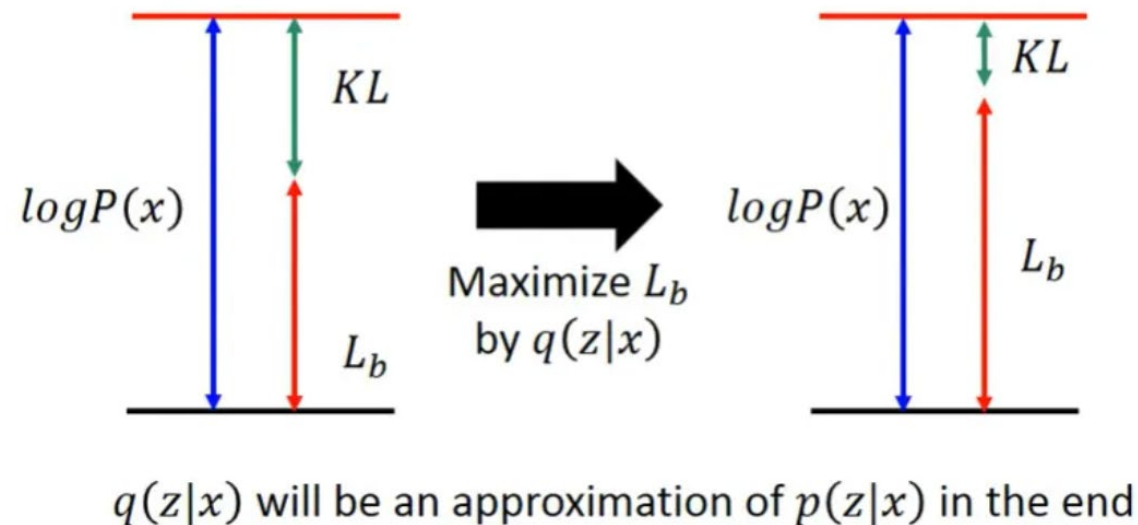 KL
logP(x)
L_b
Maximize L_b
by q(z|x)
KL
logP(x)
L_b
q(z|x) will be an approximation of p(z|x) in the end